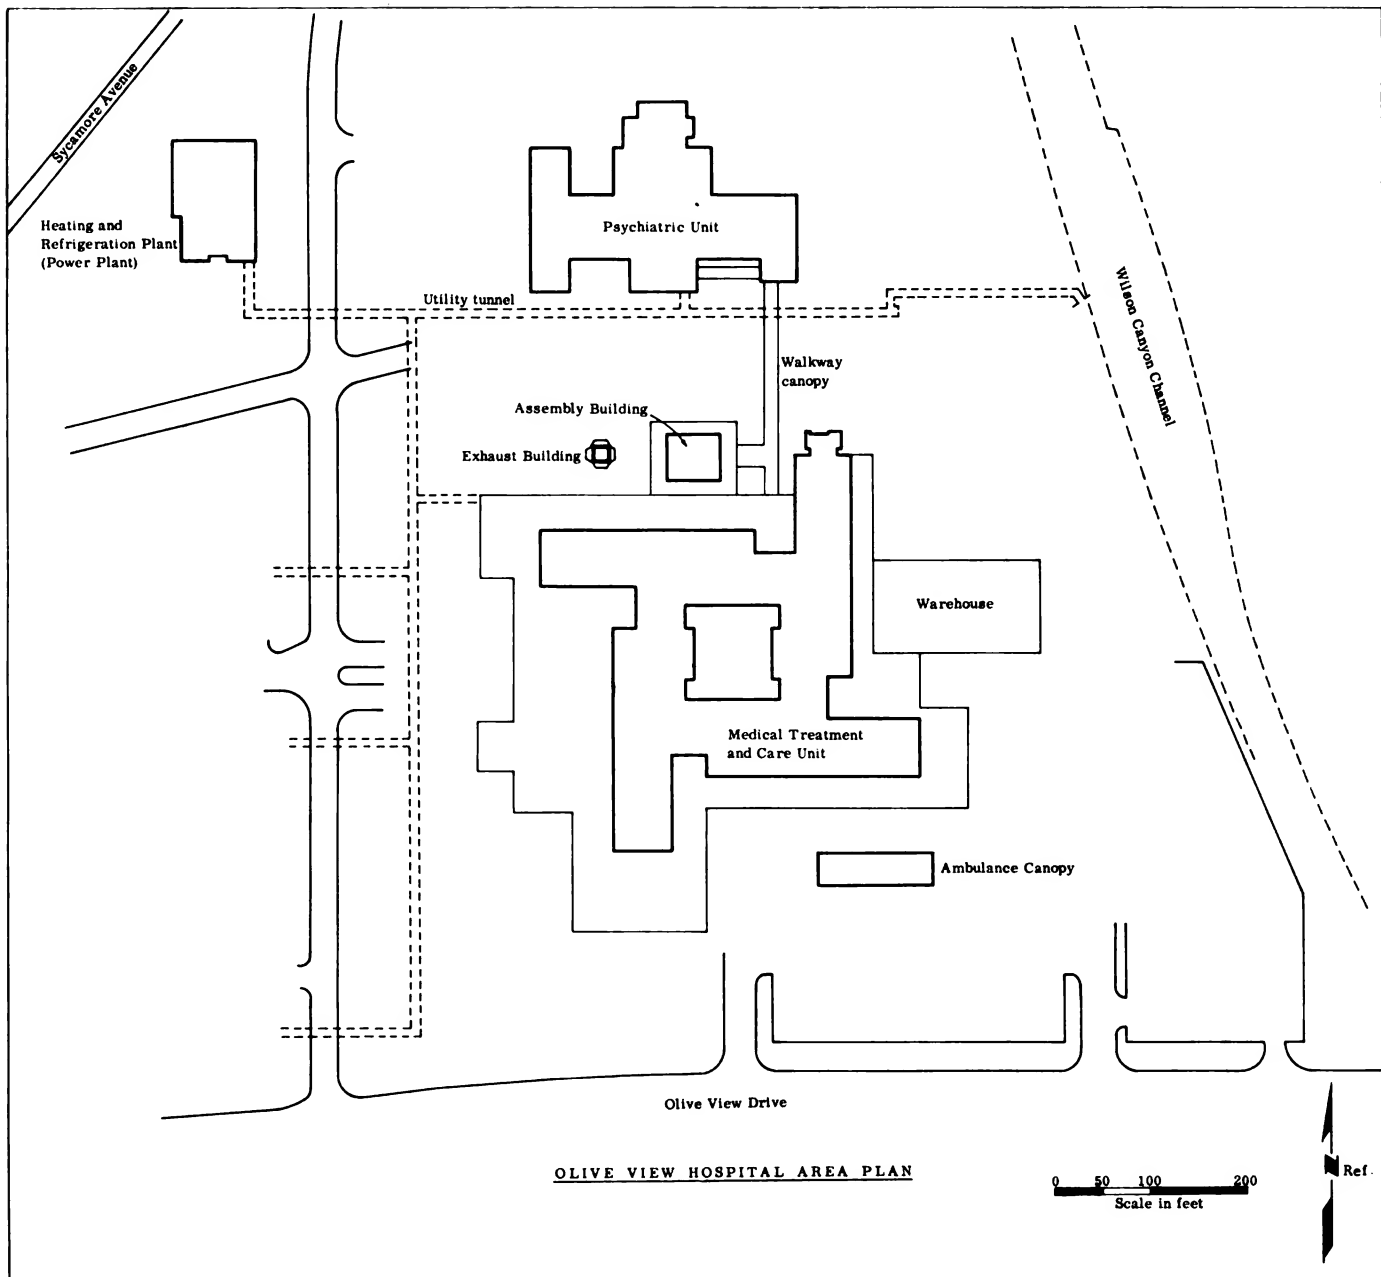 Sycamore Avenue
Heating and
Refrigeration Plant
(Power Plant)
Psychiatric Unit
Utility tunnel
Wilson Canyon Channel
Walkway
canopy
Assembly Building
Exhaust Building
Warehouse
Medical Treatment
and Care Unit
Ambulance Canopy
Olive View Drive
OLIVE VIEW HOSPITAL AREA PLAN
0 50 100 200
Scale in feet
N Ref.